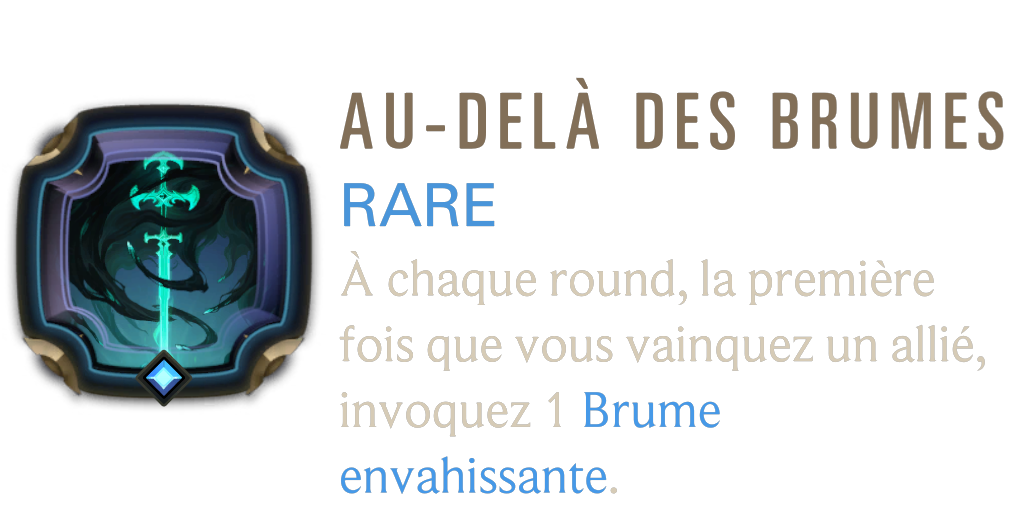 AU-DELÀ DES BRUMES
RARE
À chaque round, la première
fois que vous vainquez un allié,
invoquez 1 Brume
envahissante.